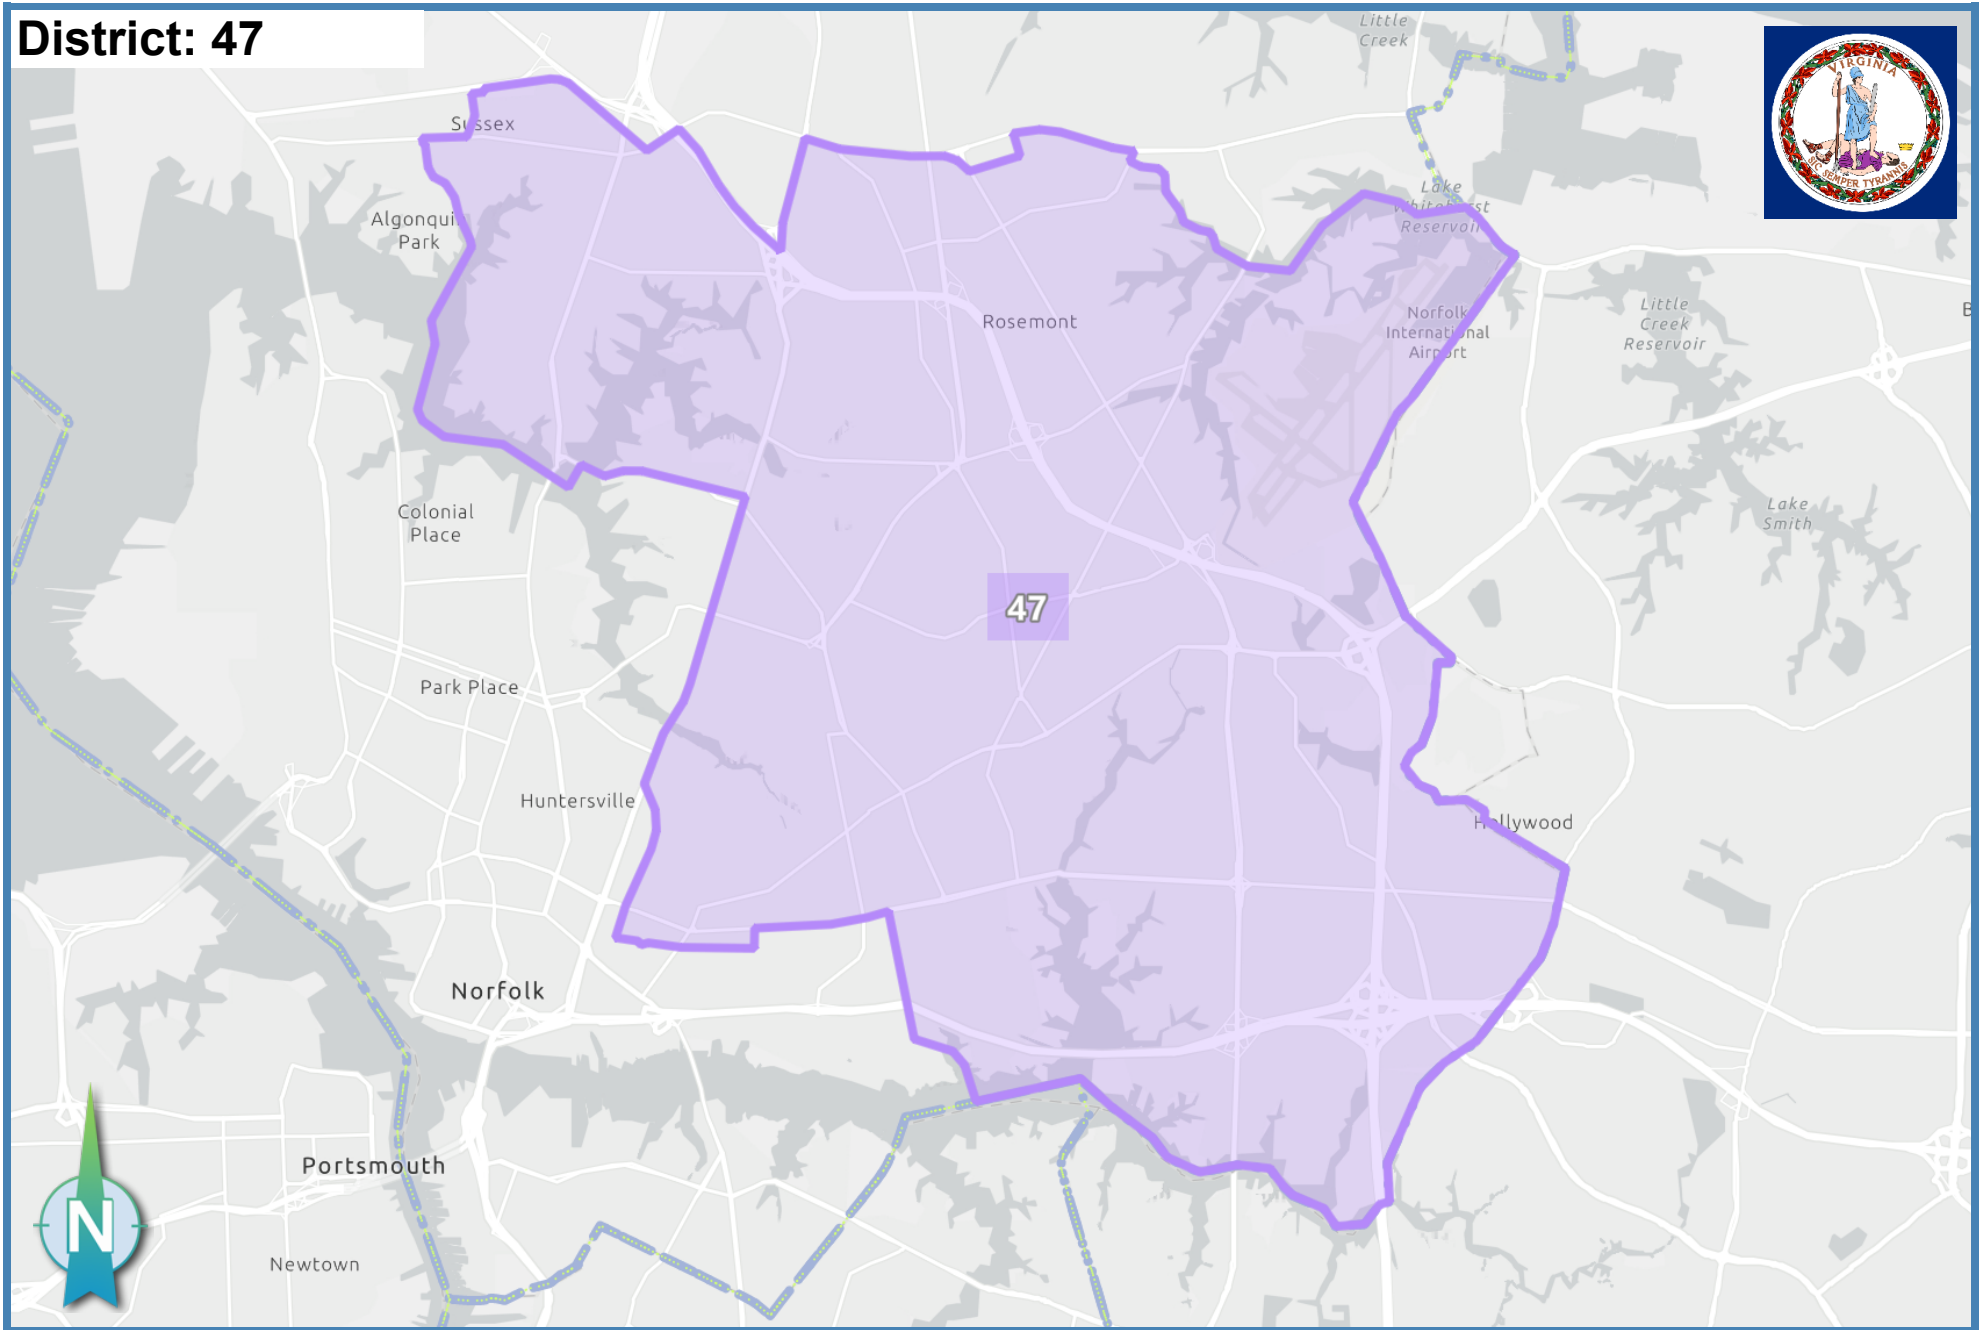 District: 47
Little
Creek
VIRGINIA
SIC SEMPER TYRANNIS
Sussex
Lake
Whitehurst
Reservoir
Algonquin
Park
Rosemont
Norfolk
International
Airport
Little
Creek
Reservoir
B
Colonial
Place
Lake
Smith
47
Park Place
Huntersville
Hollywood
Norfolk
Portsmouth
N
Newtown